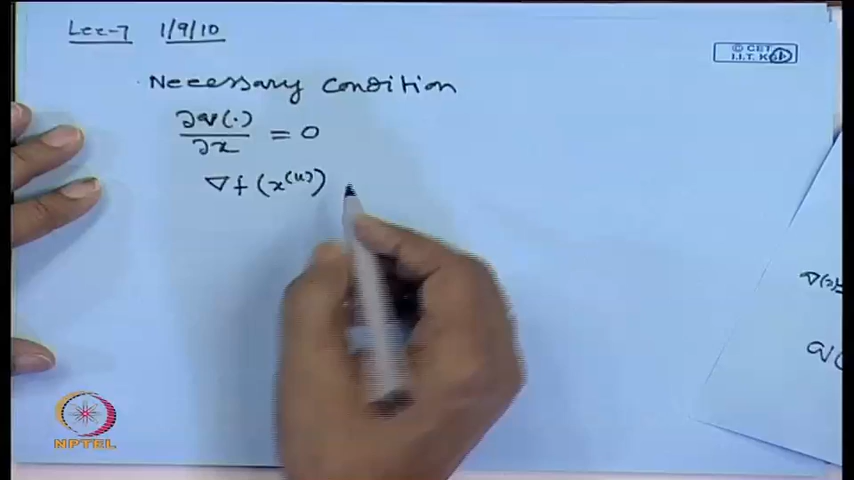 Lec-7 1/9/10
© CET
I.I.T. KGP
Necessary Condition
∂q(.)/∂x = 0
∇f(x^(k))
NPTEL